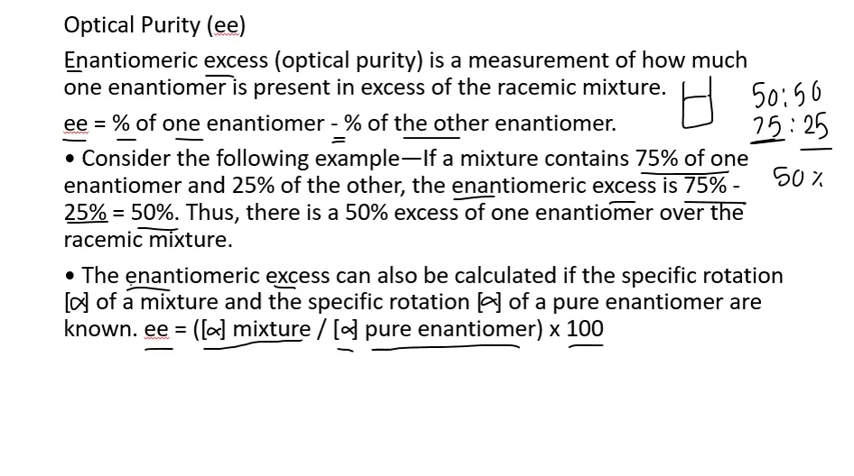 Optical Purity (ee)
Enantiomeric excess (optical purity) is a measurement of how much
one enantiomer is present in excess of the racemic mixture.
50:50
ee = % of one enantiomer - % of the other enantiomer.
75:25
• Consider the following example—If a mixture contains 75% of one
enantiomer and 25% of the other, the enantiomeric excess is 75% -
50%
25% = 50%. Thus, there is a 50% excess of one enantiomer over the
racemic mixture.
• The enantiomeric excess can also be calculated if the specific rotation
[α] of a mixture and the specific rotation [α] of a pure enantiomer are
known. ee = ([α] mixture / [α] pure enantiomer) x 100